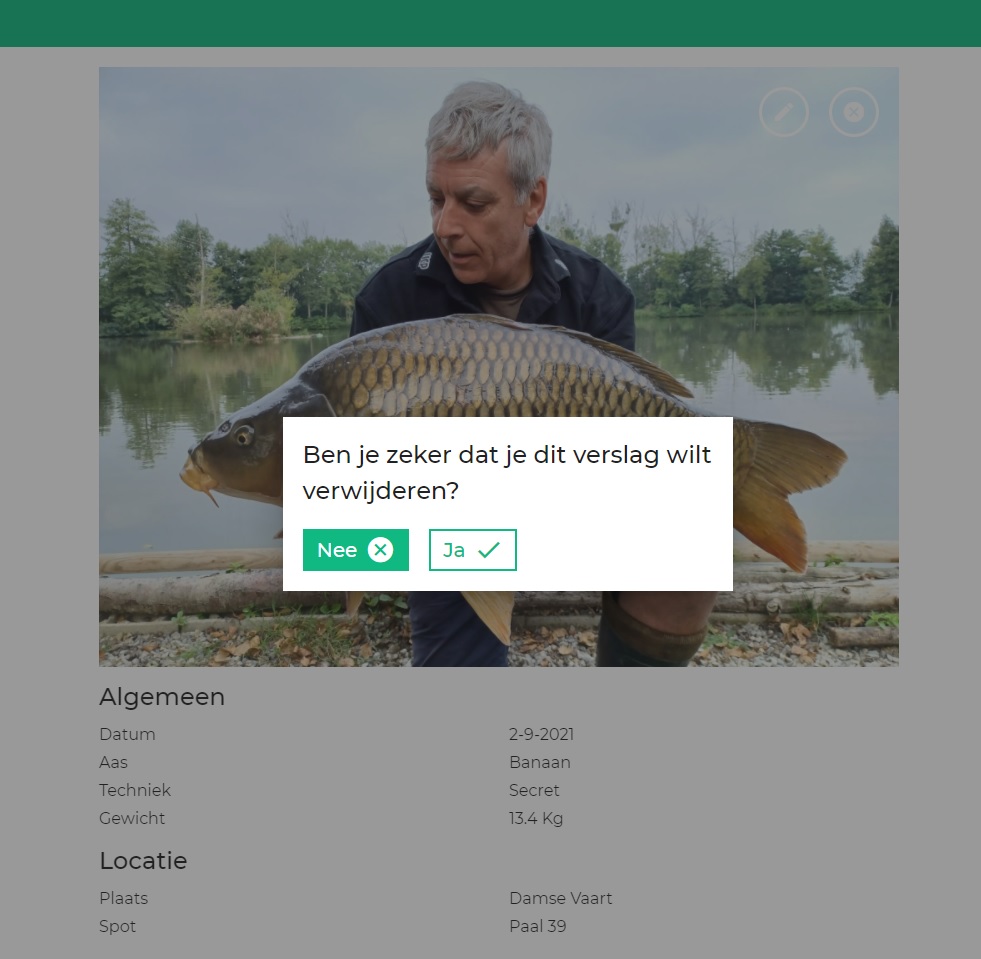 Ben je zeker dat je dit verslag wilt
verwijderen?
Nee
Ja
Algemeen
Datum 2-9-2021
Aas Banaan
Techniek Secret
Gewicht 13.4 Kg
Locatie
Plaats Damse Vaart
Spot Paal 39